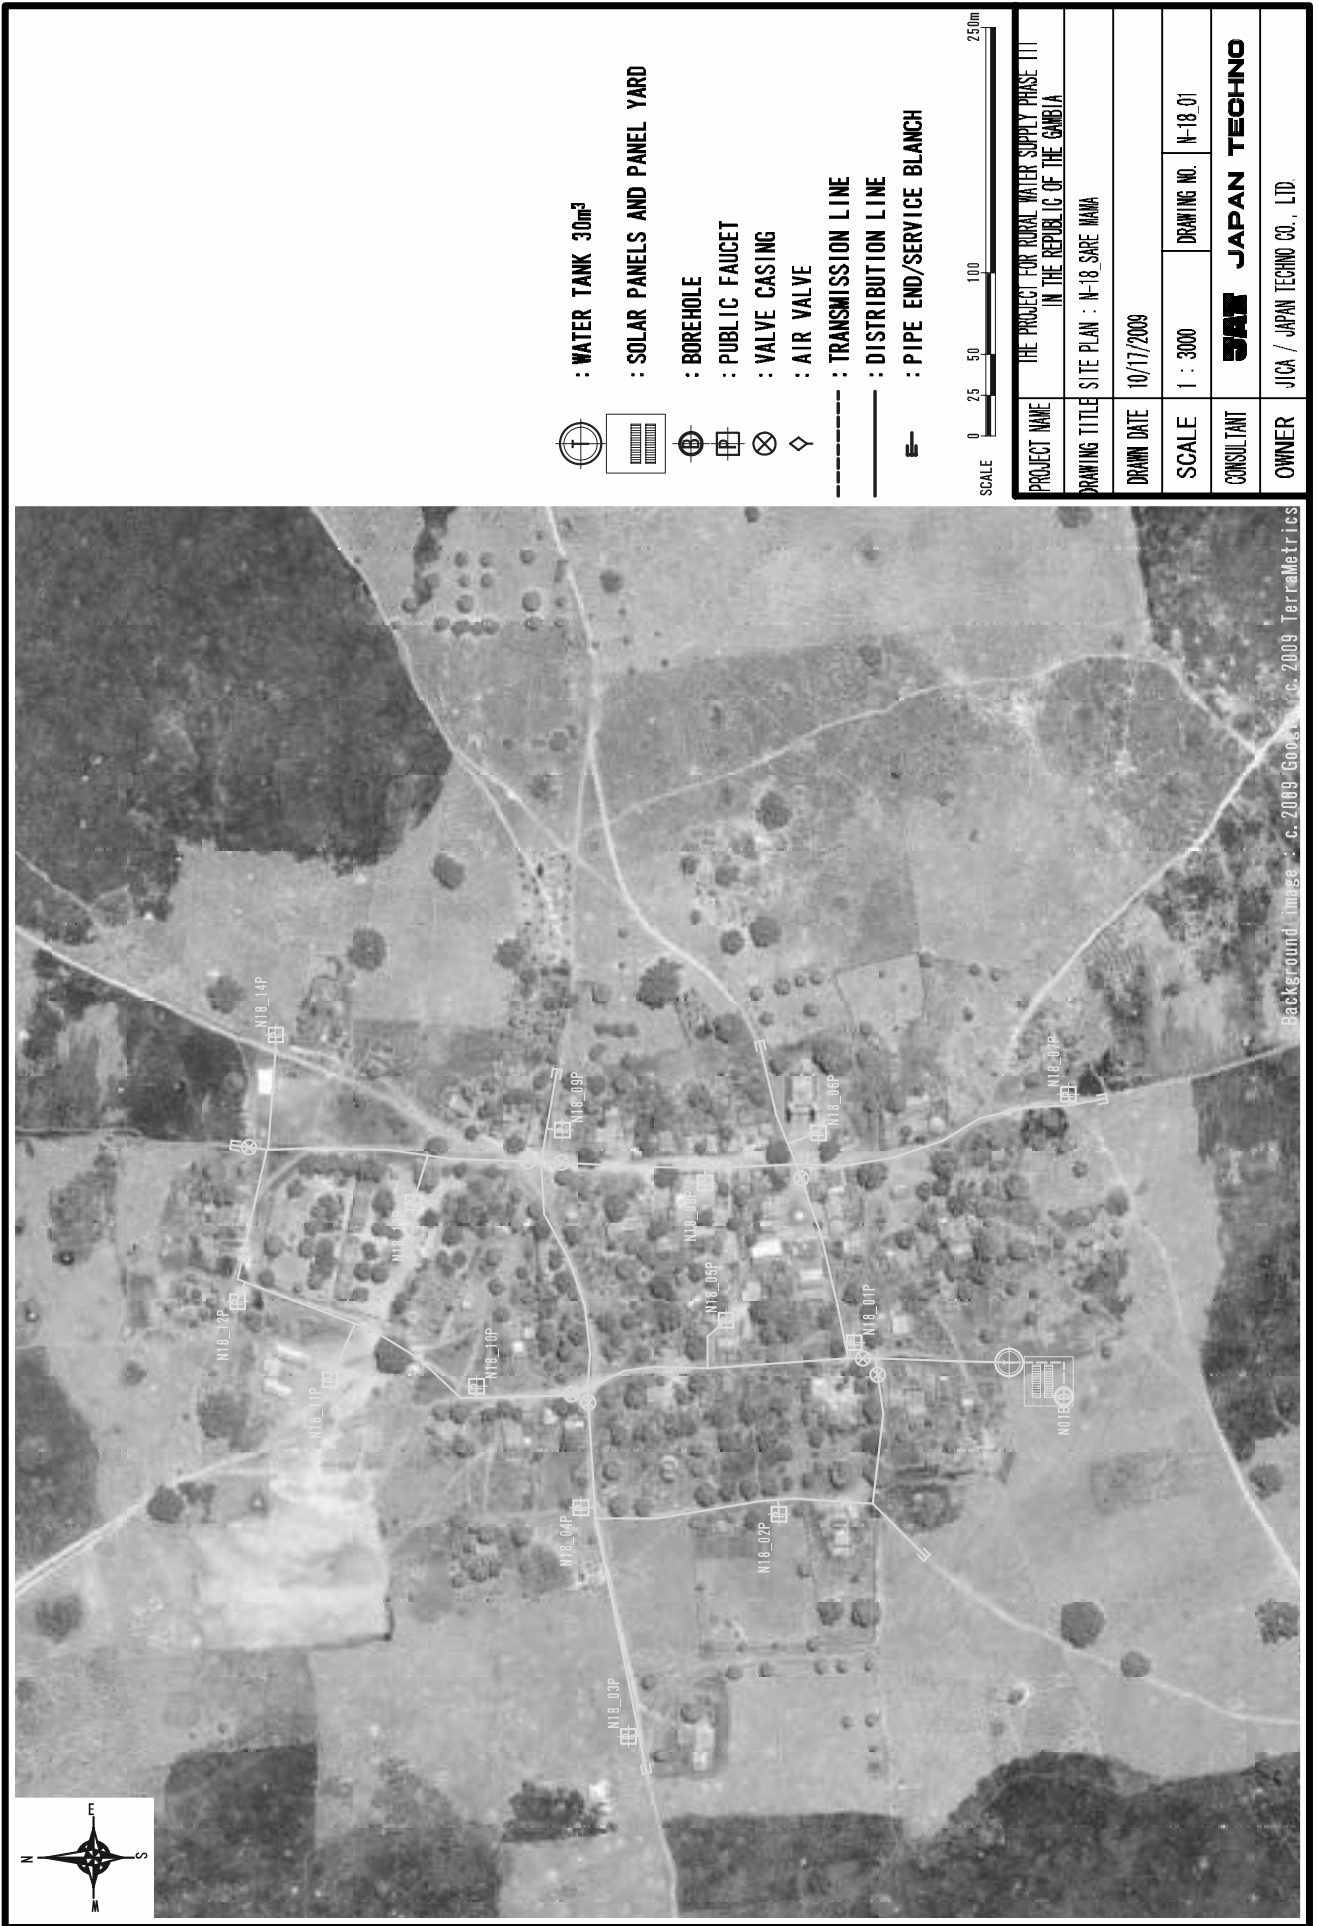 : WATER TANK 30m³
: SOLAR PANELS AND PANEL YARD
: BOREHOLE
: PUBLIC FAUCET
: VALVE CASING
: AIR VALVE
: TRANSMISSION LINE
: DISTRIBUTION LINE
: PIPE END/SERVICE BLANCH
T
B
P
SCALE 0 25 50 100 250m
PROJECT NAME THE PROJECT FOR RURAL WATER SUPPLY PHASE III
IN THE REPUBLIC OF THE GAMBIA
DRAWING TITLE SITE PLAN : N-18_SARE MAMA
DRAWN DATE 10/17/2009
SCALE 1 : 3000 DRAWING NO. N-18_01
CONSULTANT JAPAN TECHNO
OWNER JICA / JAPAN TECHNO CO., LTD.
N
E
S
W
N18_14P
N18_12P
N18_11P
N18_10P
N18_09P
N18_08P
N18_05P
N18_06P
N18_07P
N18_01P
N18_04P
N18_02P
N18_03P
Background image : c. 2009 Google c. 2009 TerraMetrics